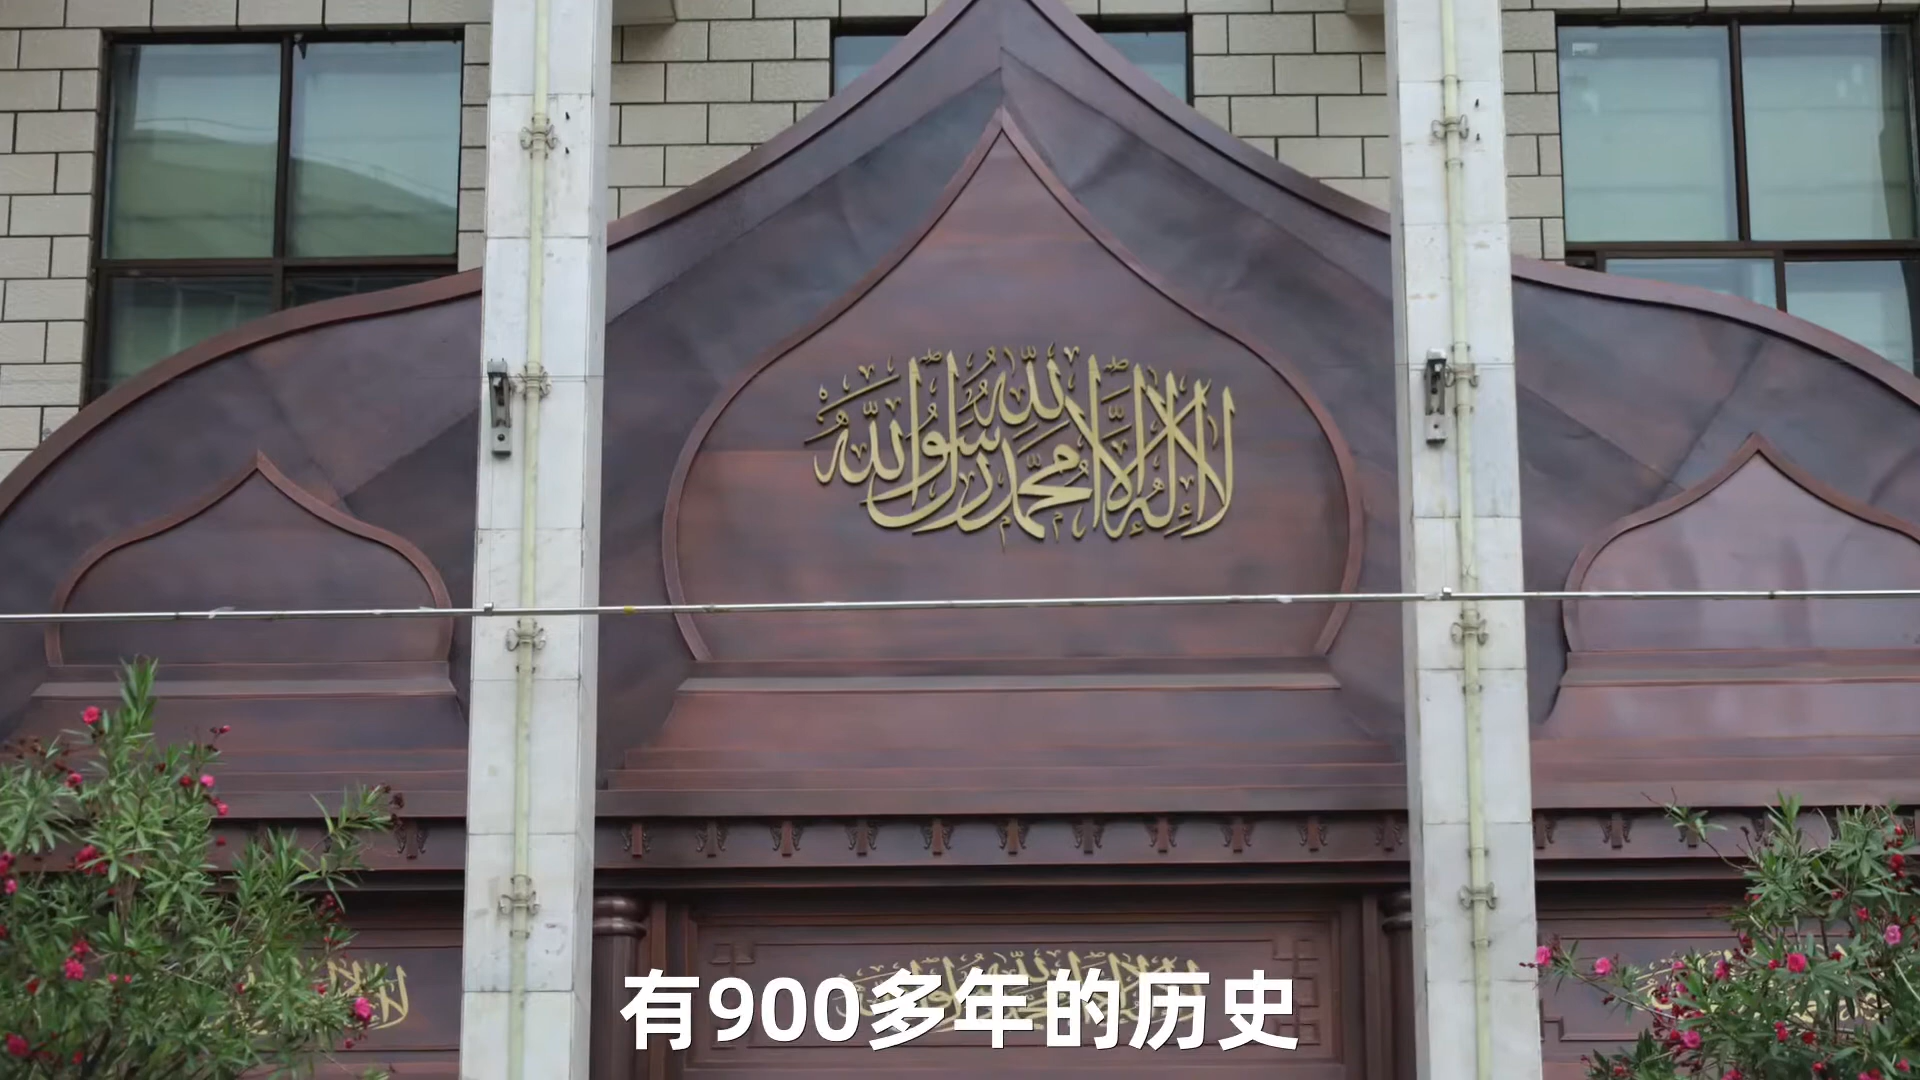 لا إله إلا الله محمد رسول الله
有900多年的历史